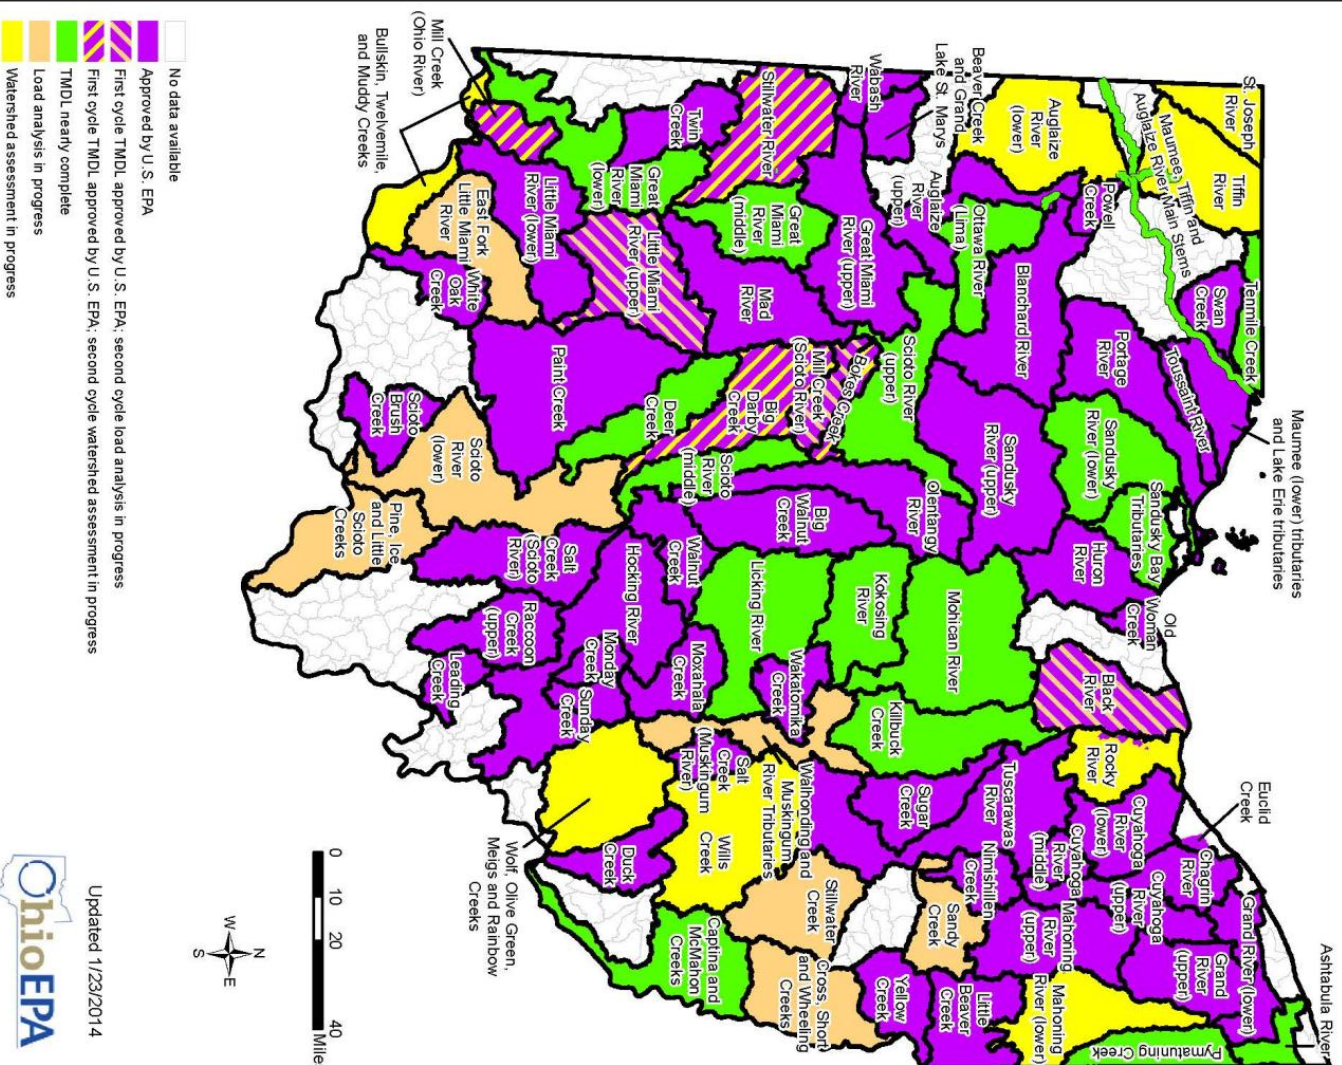 St. Joseph
River
Tiffin
River
Tenmile Creek
Maumee, Tiffin and
Auglaize River Main Stems
Swan
Creek
Maumee (lower) tributaries
and Lake Erie tributaries
Toussaint River
Portage
River
Powell
Creek
Auglaize
River
(lower)
Beaver Creek
and Grand
Lake St. Marys
Wabash
River
Auglaize
River
(upper)
Ottawa River
(Lima)
Blanchard River
Sandusky
River (lower)
Sandusky Bay
Tributaries
Sandusky
River (upper)
Huron
River
Old
Woman
Creek
Black
River
Rocky
River
Euclid
Creek
Cuyahoga
River
(lower)
Cuyahoga
River
(middle)
Cuyahoga
River
(upper)
Chagrin
River
Grand River (lower)
Grand
River
(upper)
Ashtabula River
Pymatuning Creek
Mahoning
River
(upper)
Mahoning
River (lower)
Little
Beaver
Creek
Yellow
Creek
Sandy
Creek
Nimishillen
Creek
Tuscarawas
River
Sugar
Creek
Killbuck
Creek
Mohican River
Kokosing
River
Olentangy
River
Scioto River
(upper)
Great Miami
River (upper)
Stillwater River
Great
Miami
River
(middle)
Mad
River
Bokes Creek
Mill Creek
(Scioto River)
Big
Darby
Creek
Deer
Creek
Scioto
River
(middle)
Big
Walnut
Creek
Walnut
Creek
Licking River
Wakatomika
Creek
Moxahala
Creek
Walhonding and
Muskingum
River Tributaries
Salt
Creek
(Muskingum
River)
Wills
Creek
Stillwater
Creek
Cross, Short
and Wheeling
Creeks
Captina and
McMahon
Creeks
Duck
Creek
Wolf, Olive Green,
Meigs and Rainbow
Creeks
Sunday
Creek
Monday
Creek
Hocking River
Salt
Creek
(Scioto
River)
Raccoon
Creek
(upper)
Leading
Creek
Pine, Ice,
and Little
Scioto
Creeks
Scioto
River
(lower)
Scioto
Brush
Creek
Paint Creek
White
Oak
Creek
East Fork
Little Miami
River
Little Miami
River (lower)
Little Miami
River (upper)
Great
Miami
River
(lower)
Twin
Creek
Mill Creek
(Ohio River)
Bullskin, Twelvemile,
and Muddy Creeks
No data available
Approved by U.S. EPA
First cycle TMDL approved by U.S. EPA; second cycle load analysis in progress
First cycle TMDL approved by U.S. EPA; second cycle watershed assessment in progress
TMDL nearly complete
Load analysis in progress
Watershed assessment in progress
0 10 20 40
Mile
N
W E
S
Updated 1/23/2014
OhioEPA